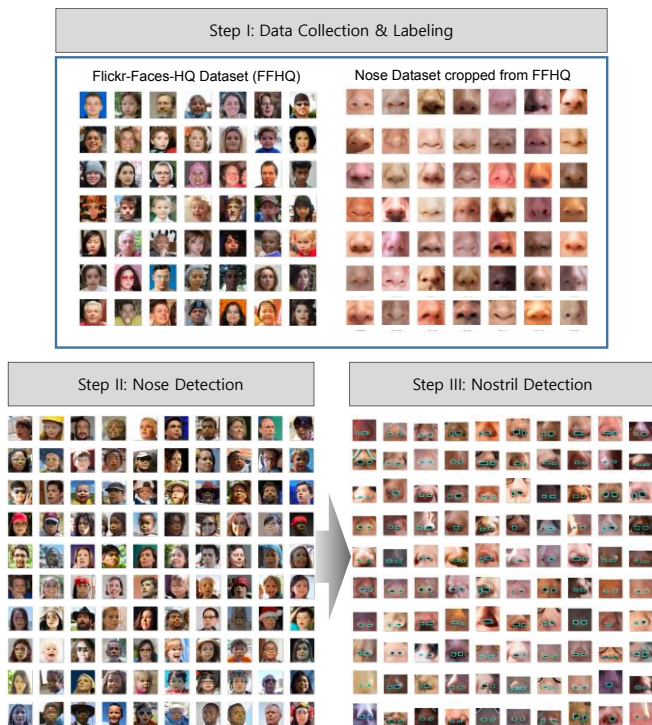 Step I: Data Collection & Labeling
Flickr-Faces-HQ Dataset (FFHQ)
Nose Dataset cropped from FFHQ
Step II: Nose Detection
Step III: Nostril Detection